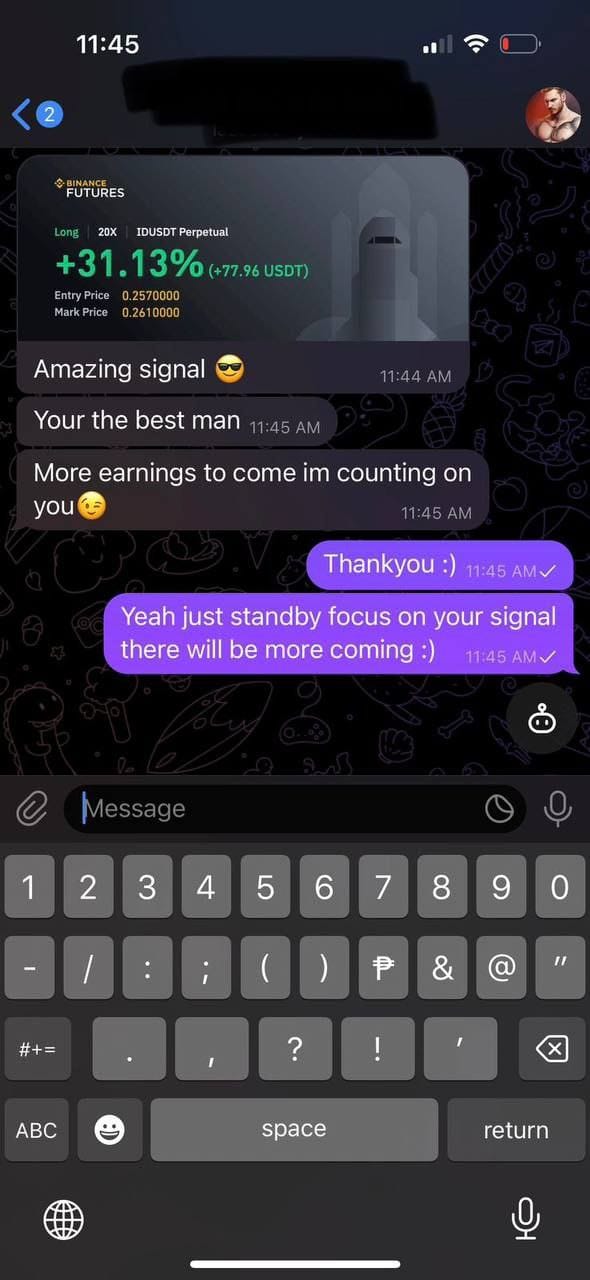 11:45
2
BINANCE
FUTURES
Long 20X IDUSDT Perpetual
+31.13% (+77.96 USDT)
Entry Price 0.2570000
Mark Price 0.2610000
Amazing signal 😎 11:44 AM
Your the best man 11:45 AM
More earnings to come im counting on
you😉 11:45 AM
Thankyou :) 11:45 AM
Yeah just standby focus on your signal
there will be more coming :) 11:45 AM
Message
1 2 3 4 5 6 7 8 9 0
- / : ; ( ) ₱ & @ "
#+= . , ? ! '
ABC space return